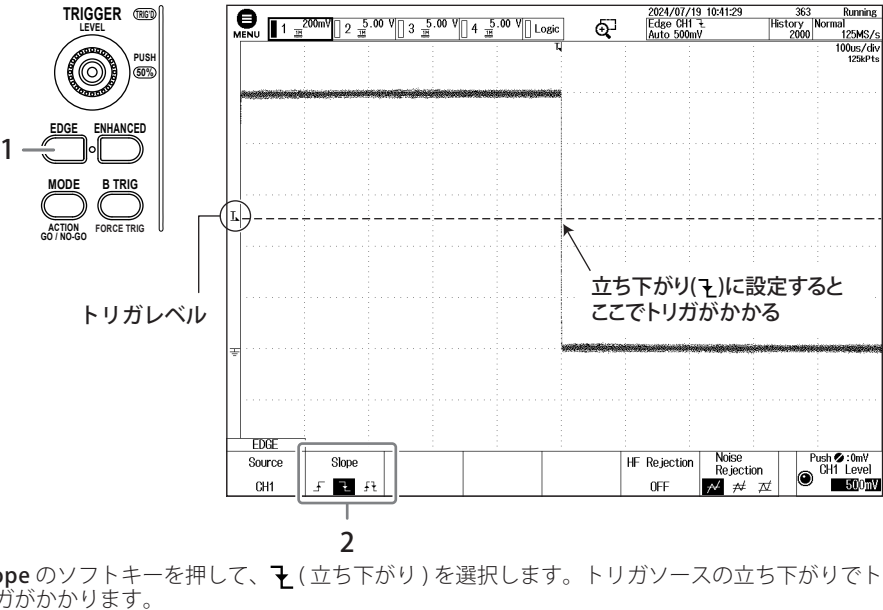 TRIGGER TRIG'D
LEVEL
PUSH
50%
EDGE ENHANCED
1
MODE B TRIG
ACTION
GO / NO-GO
FORCE TRIG
MENU
1 200mV 2 5.00 V 3 5.00 V 4 5.00 V Logic
2024/07/19 10:41:29 363 Running
Edge CH1 History Normal
Auto 500mV 2000 125MS/s
100us/div
125kPts
トリガレベル
立ち下がり( )に設定すると
ここでトリガがかかる
EDGE
Source Slope HF Rejection Noise Rejection Push :0mV
CH1 Level
CH1 OFF 500mV
2
ope のソフトキーを押して、 ( 立ち下がり ) を選択します。トリガソースの立ち下がりでト
ガがかかります。